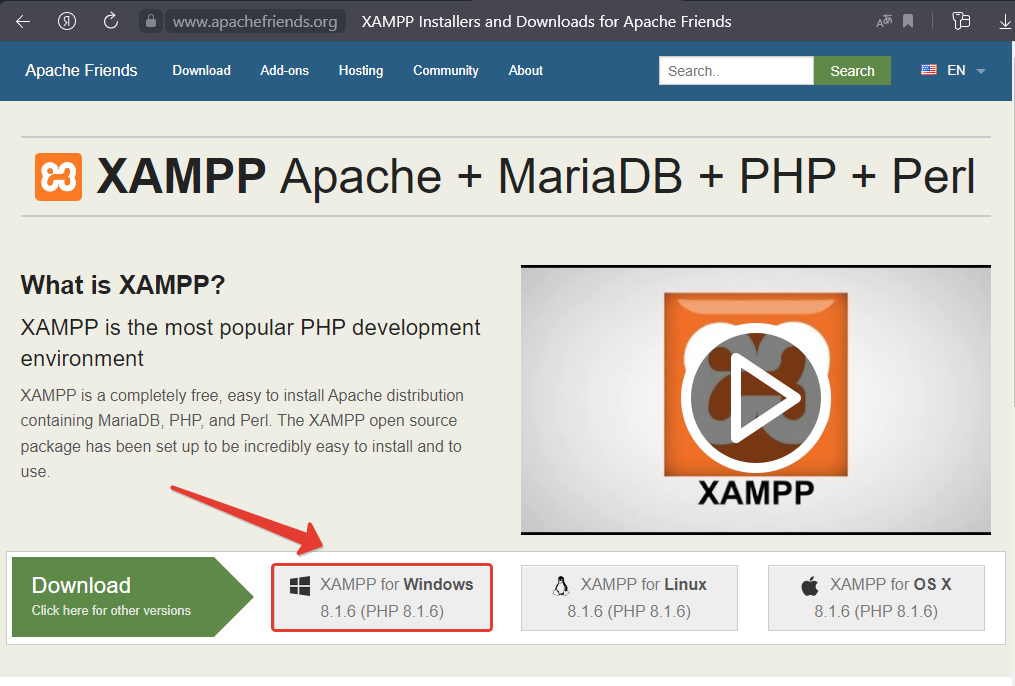 www.apachefriends.org XAMPP Installers and Downloads for Apache Friends
Apache Friends Download Add-ons Hosting Community About Search.. Search EN
XAMPP Apache + MariaDB + PHP + Perl
What is XAMPP?
XAMPP is the most popular PHP development
environment
XAMPP is a completely free, easy to install Apache distribution
containing MariaDB, PHP, and Perl. The XAMPP open source
package has been set up to be incredibly easy to install and to
use.
XAMPP
Download
Click here for other versions
XAMPP for Windows
8.1.6 (PHP 8.1.6)
XAMPP for Linux
8.1.6 (PHP 8.1.6)
XAMPP for OS X
8.1.6 (PHP 8.1.6)